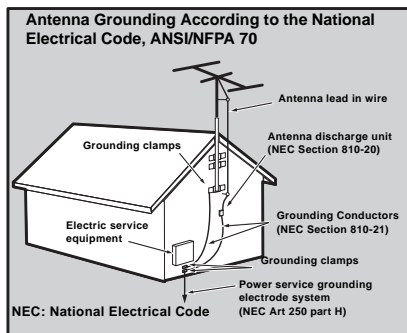 Antenna Grounding According to the National
Electrical Code, ANSI/NFPA 70
Antenna lead in wire
Grounding clamps
Antenna discharge unit
(NEC Section 810-20)
Electric service
equipment
Grounding Conductors
(NEC Section 810-21)
Grounding clamps
Power service grounding
electrode system
(NEC Art 250 part H)
NEC: National Electrical Code